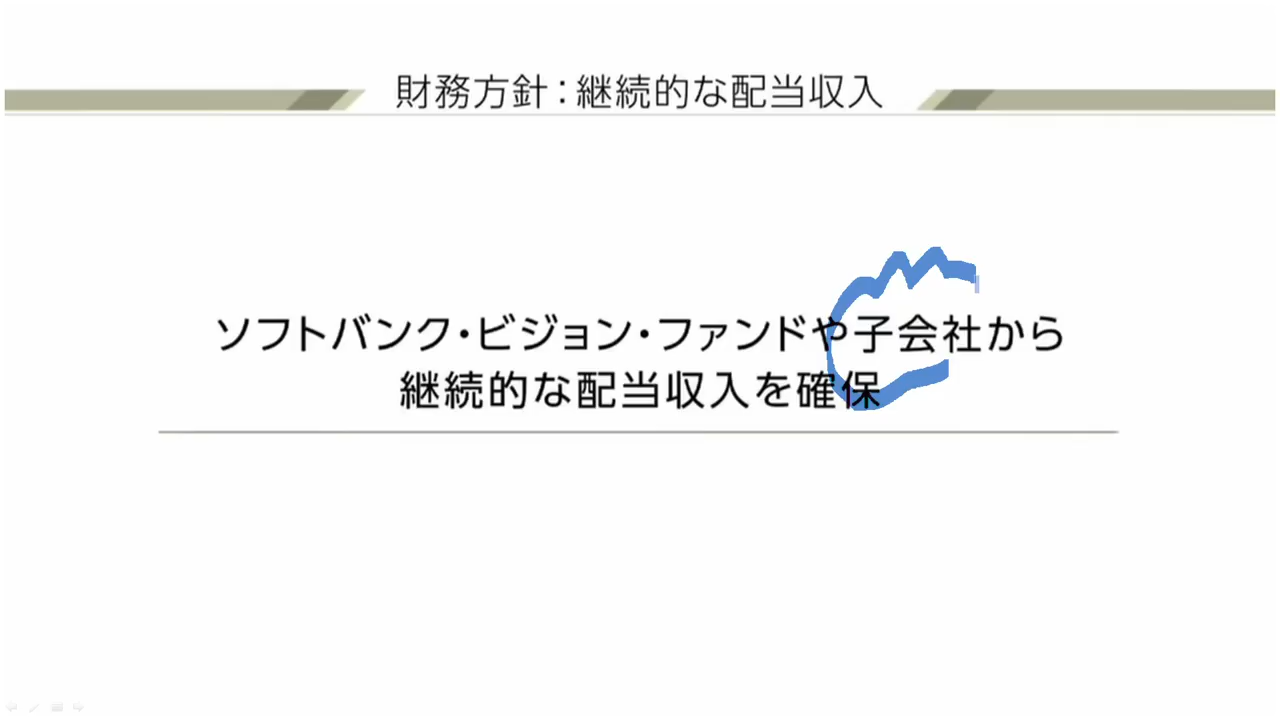 財務方針：継続的な配当収入
ソフトバンク・ビジョン・ファンドや子会社から
継続的な配当収入を確保